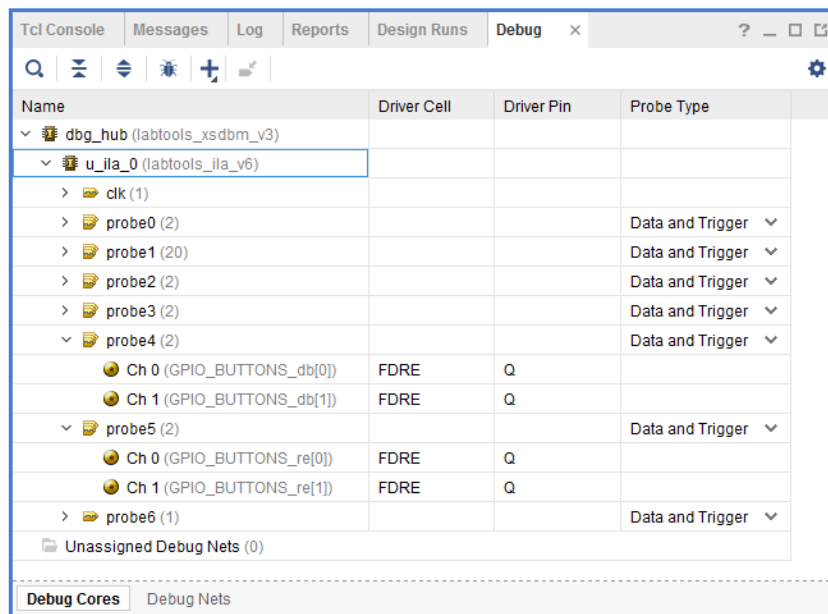 Tcl Console Messages Log Reports Design Runs Debug × ?
Name Driver Cell Driver Pin Probe Type
dbg_hub (labtools_xsdbm_v3)
u_ila_0 (labtools_ila_v6)
clk (1)
probe0 (2) Data and Trigger
probe1 (20) Data and Trigger
probe2 (2) Data and Trigger
probe3 (2) Data and Trigger
probe4 (2) Data and Trigger
Ch 0 (GPIO_BUTTONS_db[0]) FDRE Q
Ch 1 (GPIO_BUTTONS_db[1]) FDRE Q
probe5 (2) Data and Trigger
Ch 0 (GPIO_BUTTONS_re[0]) FDRE Q
Ch 1 (GPIO_BUTTONS_re[1]) FDRE Q
probe6 (1) Data and Trigger
Unassigned Debug Nets (0)
Debug Cores Debug Nets